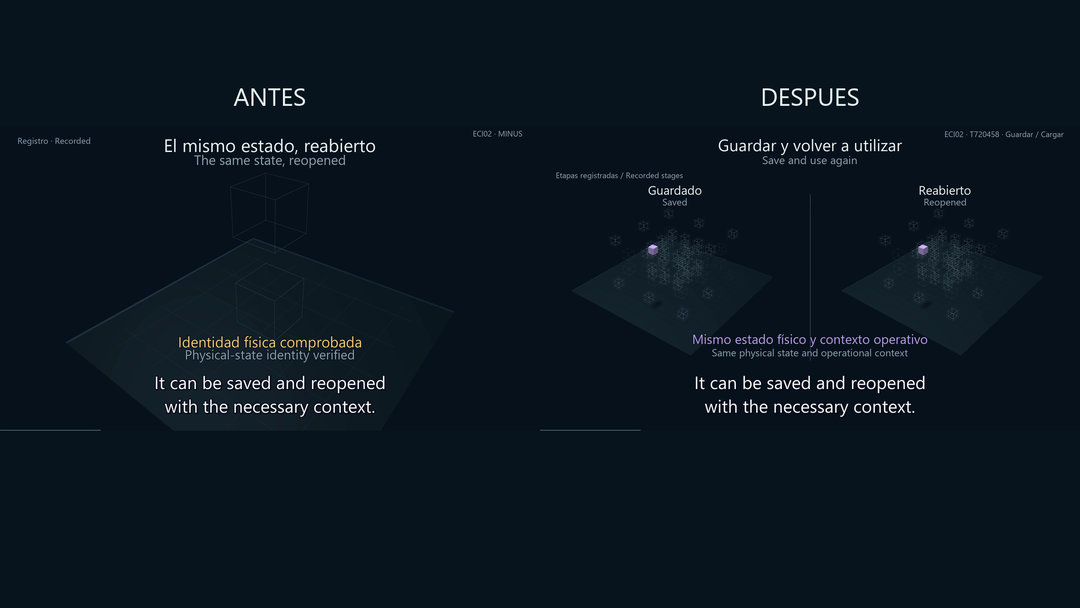 ANTES
Registro · Recorded
ECI02 · MINUS
El mismo estado, reabierto
The same state, reopened
Identidad física comprobada
Physical-state identity verified
It can be saved and reopened
with the necessary context.
DESPUES
ECI02 · T720458 · Guardar / Cargar
Guardar y volver a utilizar
Save and use again
Etapas registradas / Recorded stages
Guardado
Saved
Reabierto
Reopened
Mismo estado físico y contexto operativo
Same physical state and operational context
It can be saved and reopened
with the necessary context.